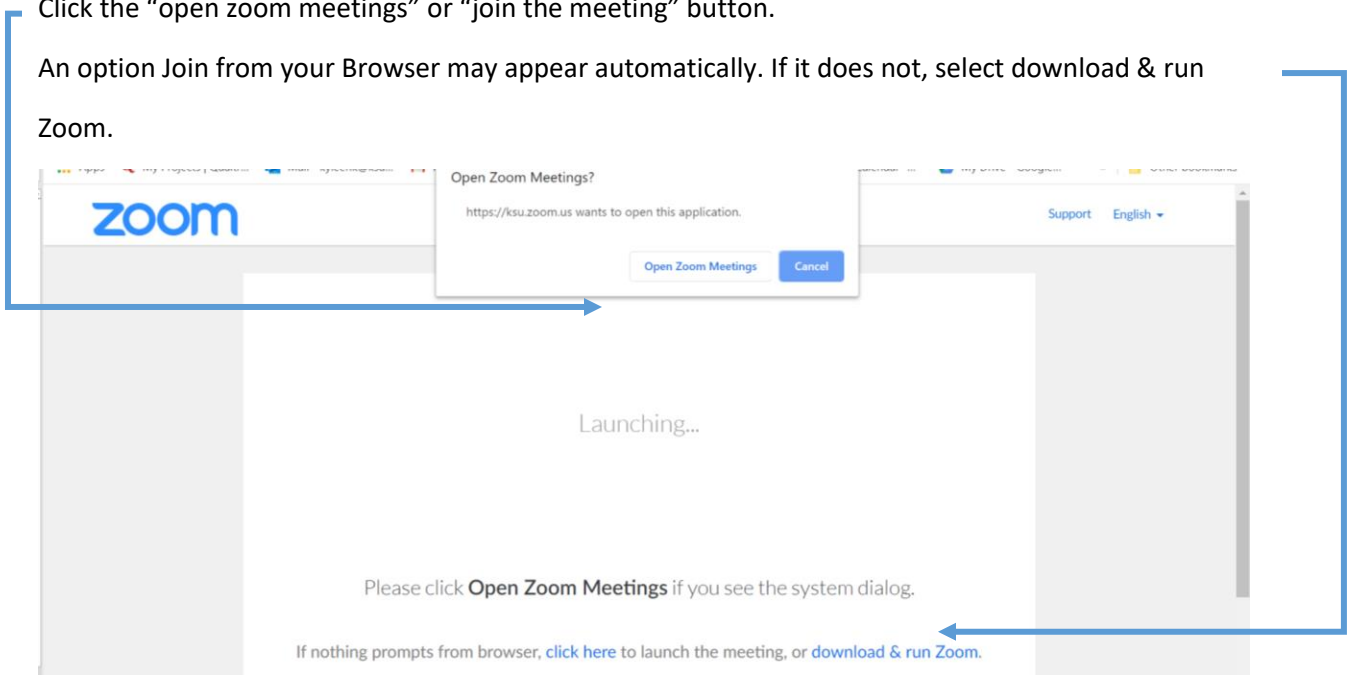 Click the “open zoom meetings” or “join the meeting” button.
An option Join from your Browser may appear automatically. If it does not, select download & run
Zoom.
Open Zoom Meetings?
https://ksu.zoom.us wants to open this application.
Open Zoom Meetings Cancel
zoom
Support English
Launching...
Please click Open Zoom Meetings if you see the system dialog.
If nothing prompts from browser, click here to launch the meeting, or download & run Zoom.